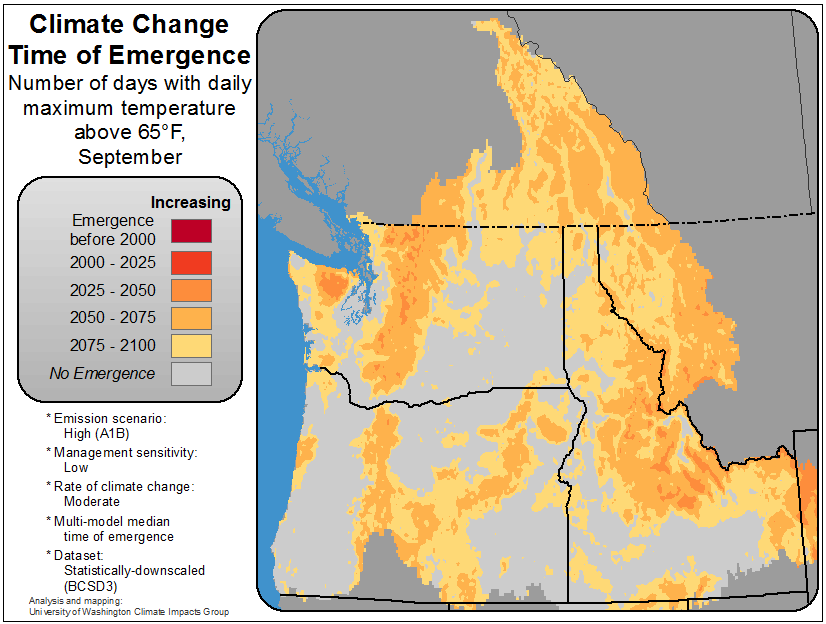 Climate Change
Time of Emergence
Number of days with daily
maximum temperature
above 65°F,
September
Increasing
Emergence
before 2000
2000 - 2025
2025 - 2050
2050 - 2075
2075 - 2100
No Emergence
* Emission scenario:
High (A1B)
* Management sensitivity:
Low
* Rate of climate change:
Moderate
* Multi-model median
time of emergence
* Dataset:
Statistically-downscaled
(BCSD3)
Analysis and mapping:
University of Washington Climate Impacts Group